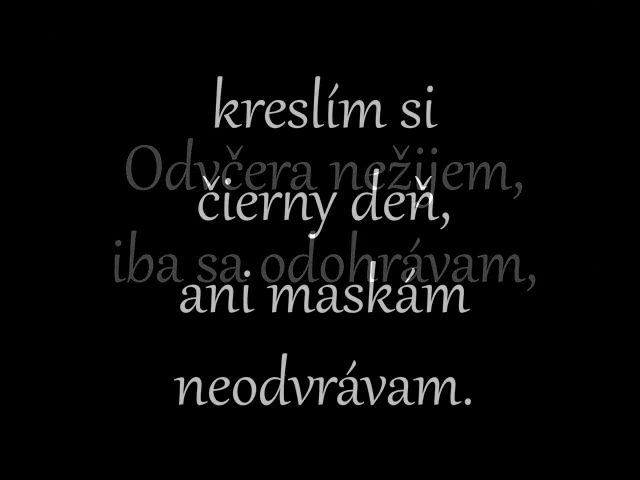 kreslím si
Odvčera nežijem,
čierny deň,
iba sa odohrávam,
ani maskám
neodvrávam.